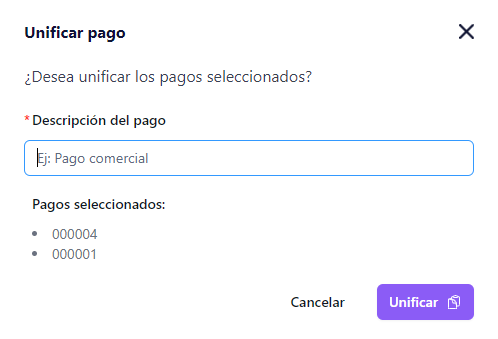 Unificar pago
¿Desea unificar los pagos seleccionados?
* Descripción del pago
Ej: Pago comercial
Pagos seleccionados:
• 000004
• 000001
Cancelar
Unificar